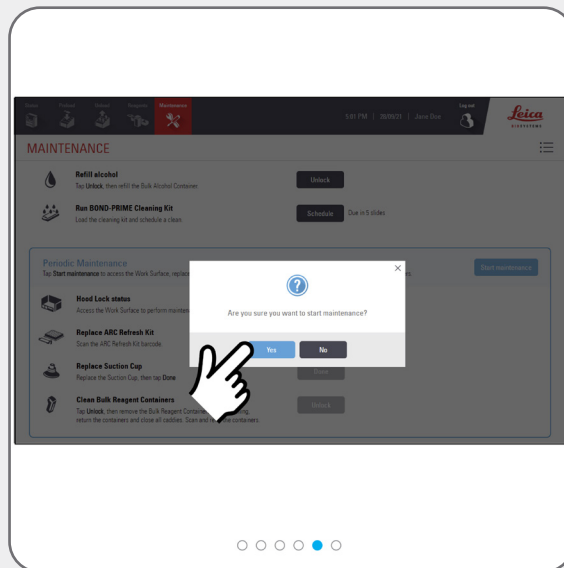 Status Preload Unload Reagents Maintenance
5:01 PM | 30/09/21 | Jane Doe
Log out
Leica
BIOSYSTEMS
MAINTENANCE
Refill alcohol
Tap Unlock, then refill the Bulk Alcohol Container.
Unlock
Run BOND-PRIME Cleaning Kit
Load the cleaning kit and schedule a clean
Schedule Due in 5 slides
Periodic Maintenance
Tap Start maintenance to access the Work Surface, replace
Start maintenance
Hood Lock status
Access the Work Surface to perform mainten
Replace ARC Refresh Kit
Scan the ARC Refresh Kit barcode
Replace Suction Cup
Replace the Suction Cup, then tap Done
Done
Clean Bulk Reagent Containers
Tap Unlock, then remove the Bulk Reagent Contain
return the containers and close all caddies. Scan and
the containers
Unlock
Are you sure you want to start maintenance?
Yes No